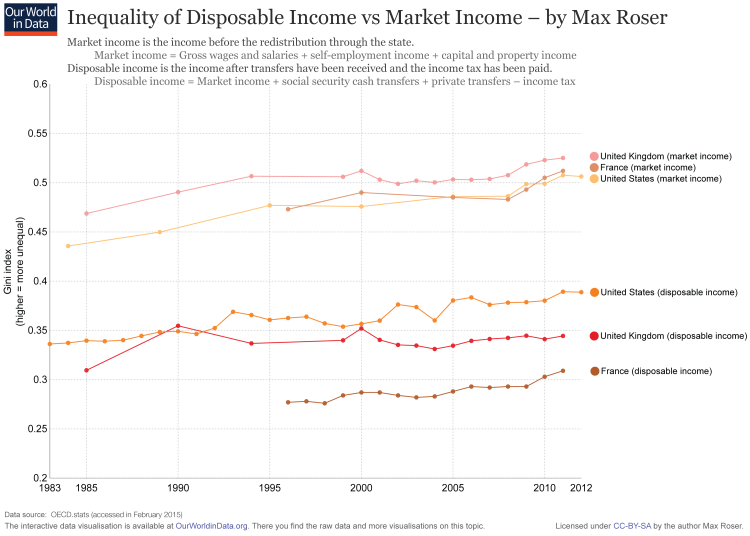 Our World
in Data
Inequality of Disposable Income vs Market Income – by Max Roser
Market income is the income before the redistribution through the state.
Market income = Gross wages and salaries + self-employment income + capital and property income
Disposable income is the income after transfers have been received and the income tax has been paid.
Disposable income = Market income + social security cash transfers + private transfers – income tax
0.6
0.55
0.5
0.45
0.4
0.35
0.3
0.25
0.2
Gini index
(higher = more unequal)
United Kingdom (market income)
France (market income)
United States (market income)
United States (disposable income)
United Kingdom (disposable income)
France (disposable income)
1983 1985 1990 1995 2000 2005 2010 2012
Data source: OECD.stats (accessed in February 2015)
The interactive data visualisation is available at OurWorldinData.org. There you find the raw data and more visualisations on this topic.
Licensed under CC-BY-SA by the author Max Roser.